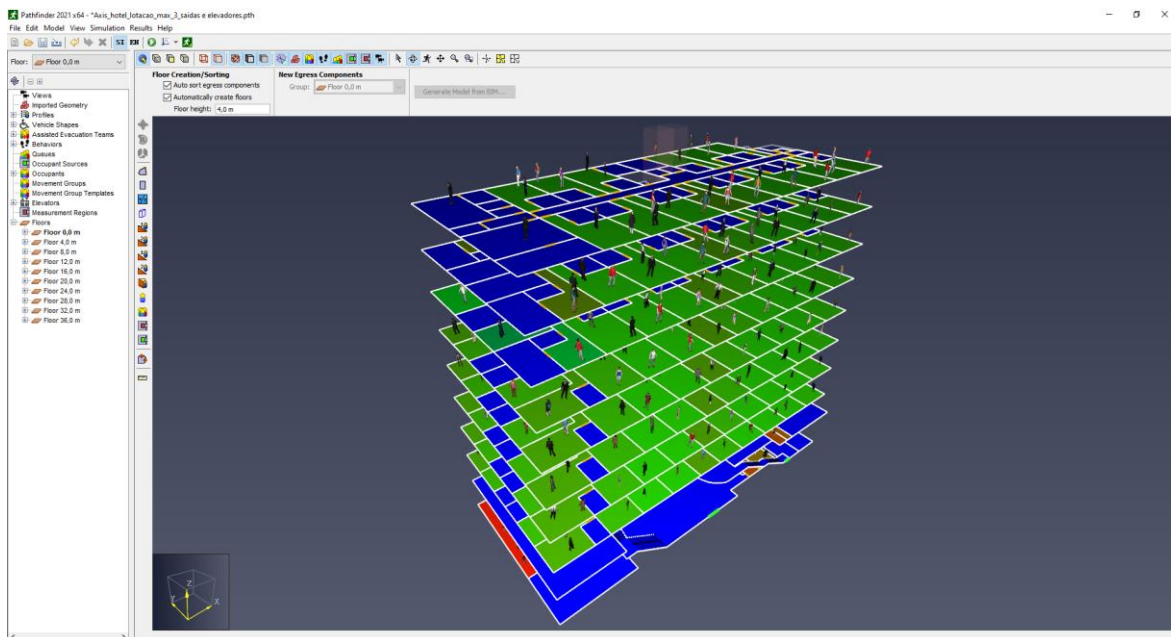 Pathfinder 2021 x64 - "Axis_hotel_lotacao_max_3_saidas e elevadores.pth
File Edit Model View Simulation Results Help
SI EN
Floor: Floor 0,0 m
Floor Creation/Sorting
Auto sort egress components
Automatically create floors
Floor height: 4,0 m
New Egress Components
Group: Floor 0,0 m
Generate Model from BIM...
Views
Imported Geometry
Profiles
Vehicle Shapes
Assisted Evacuation Teams
Behaviors
Queues
Occupant Sources
Occupants
Movement Groups
Movement Group Templates
Elevators
Measurement Regions
Floors
Floor 0,0 m
Floor 4,0 m
Floor 8,0 m
Floor 12,0 m
Floor 16,0 m
Floor 20,0 m
Floor 24,0 m
Floor 28,0 m
Floor 32,0 m
Floor 36,0 m
Z
Y
X